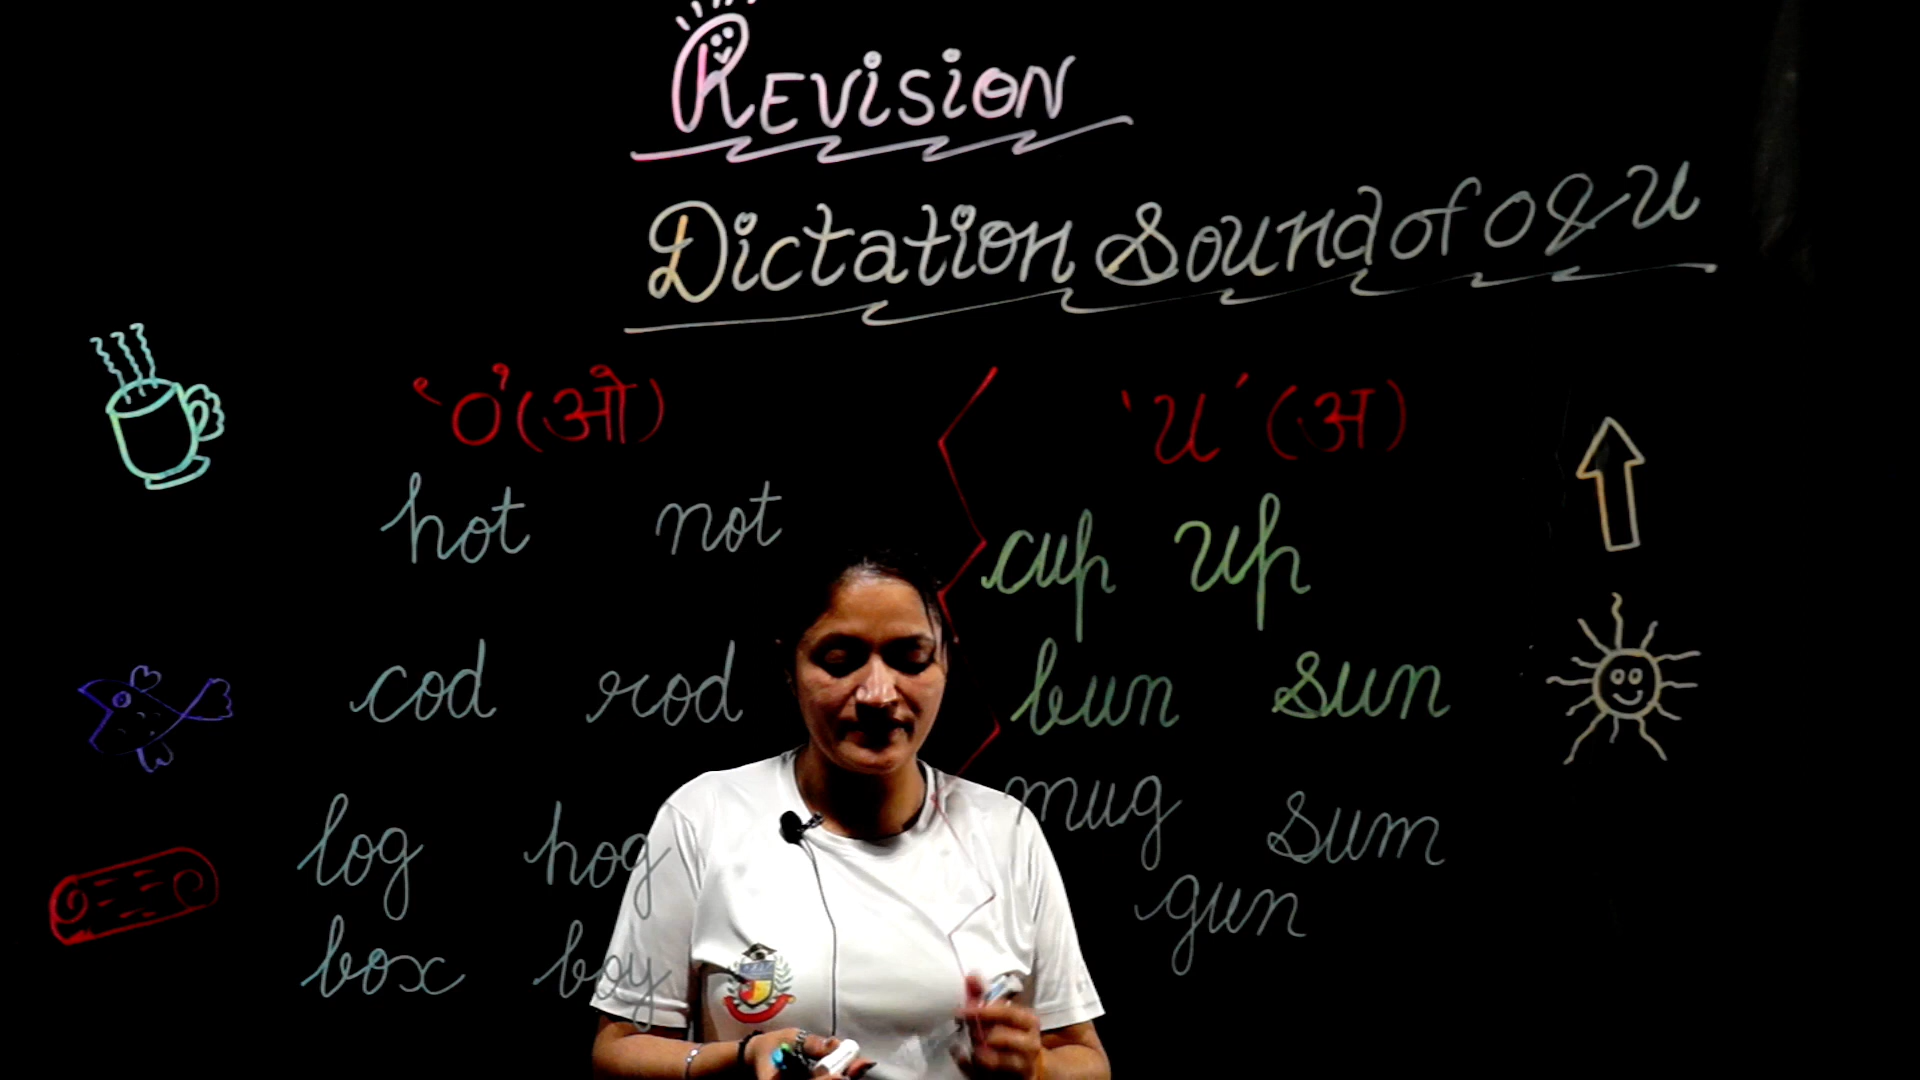 REVISION
Dictation Sound of O & U
'O' (ओ)
hot not
cod rod
log hog
box boy
'U' (अ)
cup up
bun sun
mug sum
gun